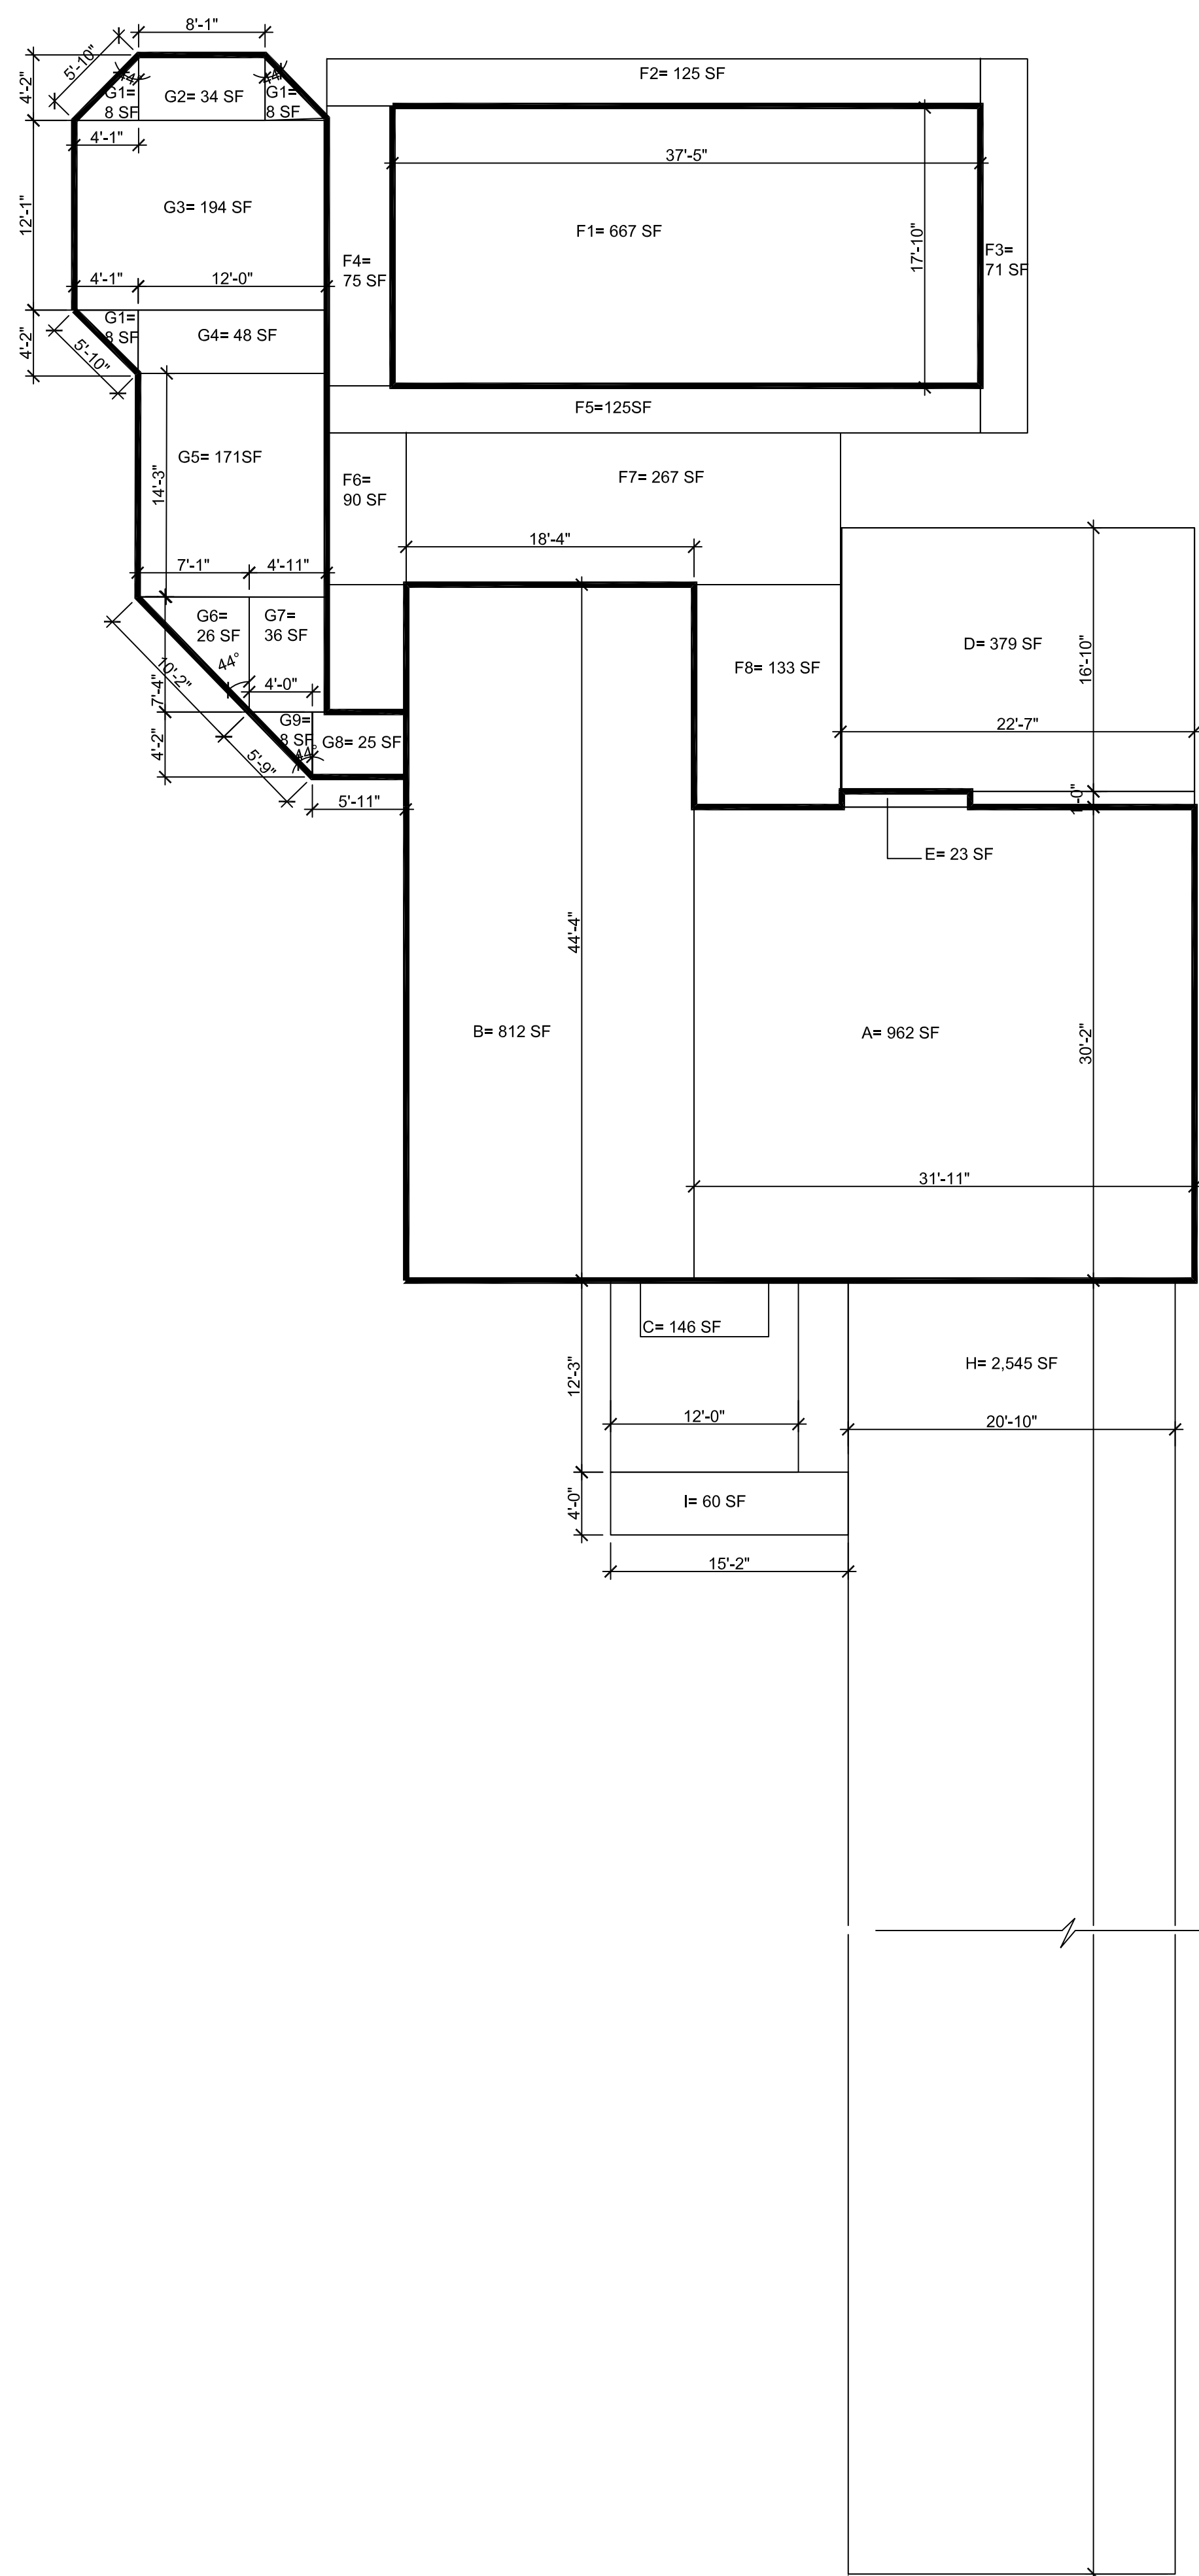 8'-1"
5'-10"
4'-2"
G1=
8 SF
G2= 34 SF
G1=
8 SF
F2= 125 SF
4'-1"
37'-5"
G3= 194 SF
12'-1"
F1= 667 SF
17'-10"
F4=
75 SF
F3=
71 SF
4'-1"
12'-0"
G1=
8 SF
G4= 48 SF
4'-2"
5'-10"
F5=125SF
G5= 171SF
14'-3"
F6=
90 SF
F7= 267 SF
18'-4"
7'-1"
4'-11"
G6=
26 SF
G7=
36 SF
44°
10'-2"
7'-4"
4'-0"
F8= 133 SF
D= 379 SF
16'-10"
22'-7"
G9=
8 SF
G8= 25 SF
44°
4'-2"
5'-9"
5'-11"
E= 23 SF
44'-4"
B= 812 SF
A= 962 SF
30'-2"
31'-11"
C= 146 SF
12'-3"
H= 2,545 SF
12'-0"
20'-10"
4'-0"
I= 60 SF
15'-2"